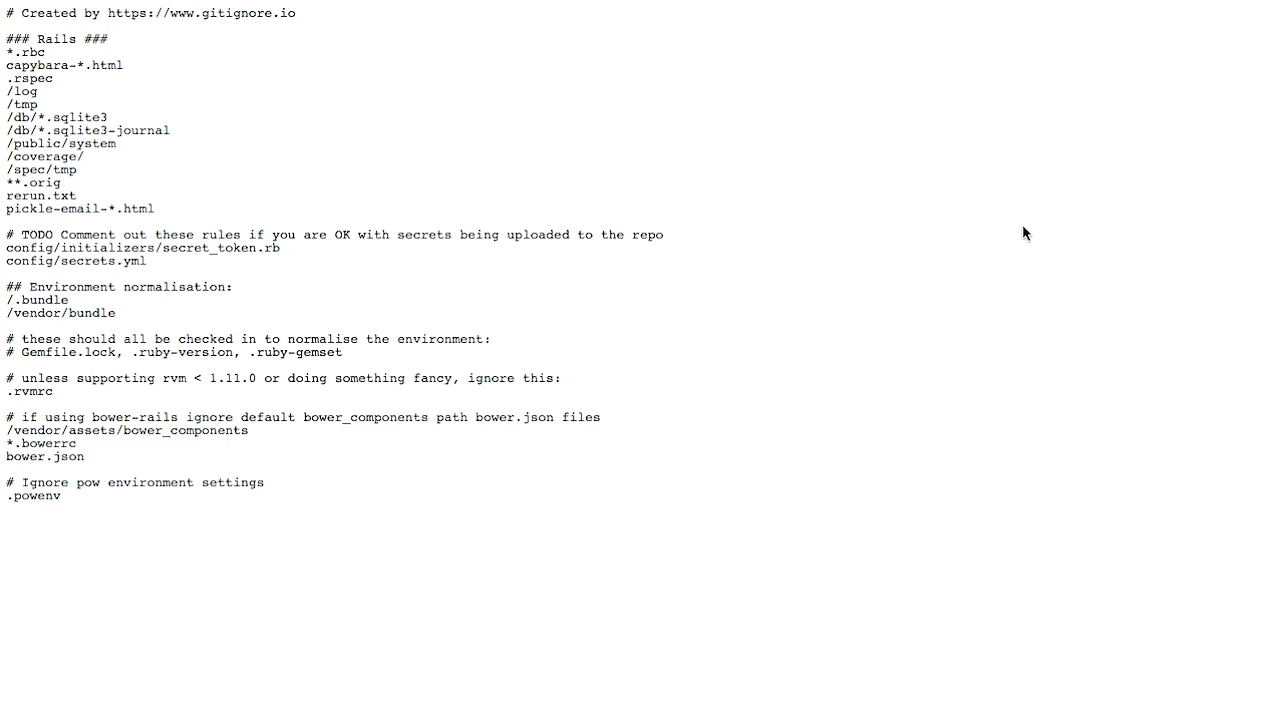 # Created by https://www.gitignore.io

### Rails ###
*.rbc
capybara-*.html
.rspec
/log
/tmp
/db/*.sqlite3
/db/*.sqlite3-journal
/public/system
/coverage/
/spec/tmp
**.orig
rerun.txt
pickle-email-*.html

# TODO Comment out these rules if you are OK with secrets being uploaded to the repo
config/initializers/secret_token.rb
config/secrets.yml

## Environment normalisation:
/.bundle
/vendor/bundle

# these should all be checked in to normalise the environment:
# Gemfile.lock, .ruby-version, .ruby-gemset

# unless supporting rvm < 1.11.0 or doing something fancy, ignore this:
.rvmrc

# if using bower-rails ignore default bower_components path bower.json files
/vendor/assets/bower_components
*.bowerrc
bower.json

# Ignore pow environment settings
.powenv